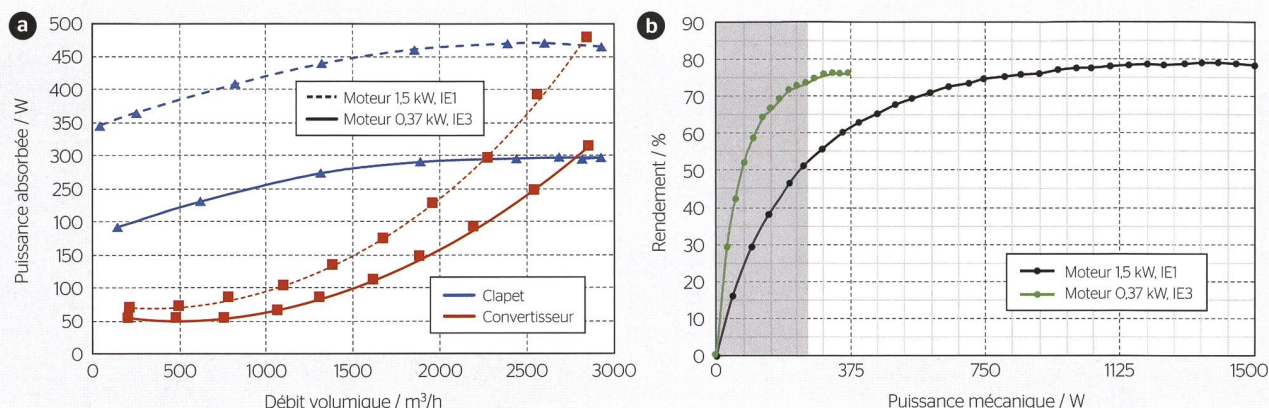 a
Puissance absorbée / W
500
450
400
350
300
250
100
150
100
50
0
Moteur 1,5 kW, IE1
Moteur 0,37 kW, IE3
Clapet
Convertisseur
0 500 1000 1500 2000 2500 3000
Débit volumique / m³/h
b
Rendement / %
90
80
70
60
50
40
30
20
10
0
Moteur 1,5 kW, IE1
Moteur 0,37 kW, IE3
0 375 750 1125 1500
Puissance mécanique / W